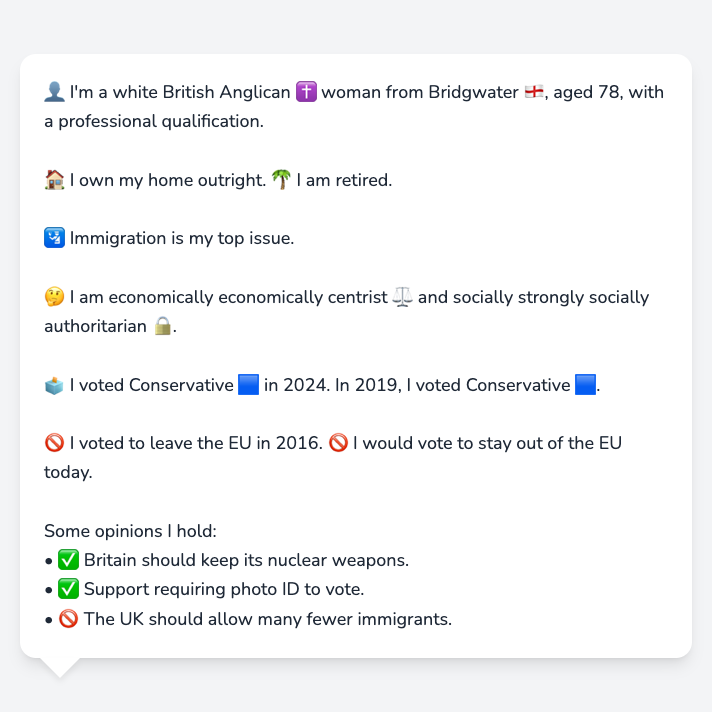 👤 I'm a white British Anglican ✝️ woman from Bridgwater 🏴󠁧󠁢󠁥󠁮󠁧󠁿, aged 78, with
a professional qualification.
🏠 I own my home outright. 🌴 I am retired.
🛂 Immigration is my top issue.
🤔 I am economically economically centrist ⚖️ and socially strongly socially
authoritarian 🔒.
🗳️ I voted Conservative 🟦 in 2024. In 2019, I voted Conservative 🟦.
🚫 I voted to leave the EU in 2016. 🚫 I would vote to stay out of the EU
today.
Some opinions I hold:
• ✅ Britain should keep its nuclear weapons.
• ✅ Support requiring photo ID to vote.
• 🚫 The UK should allow many fewer immigrants.